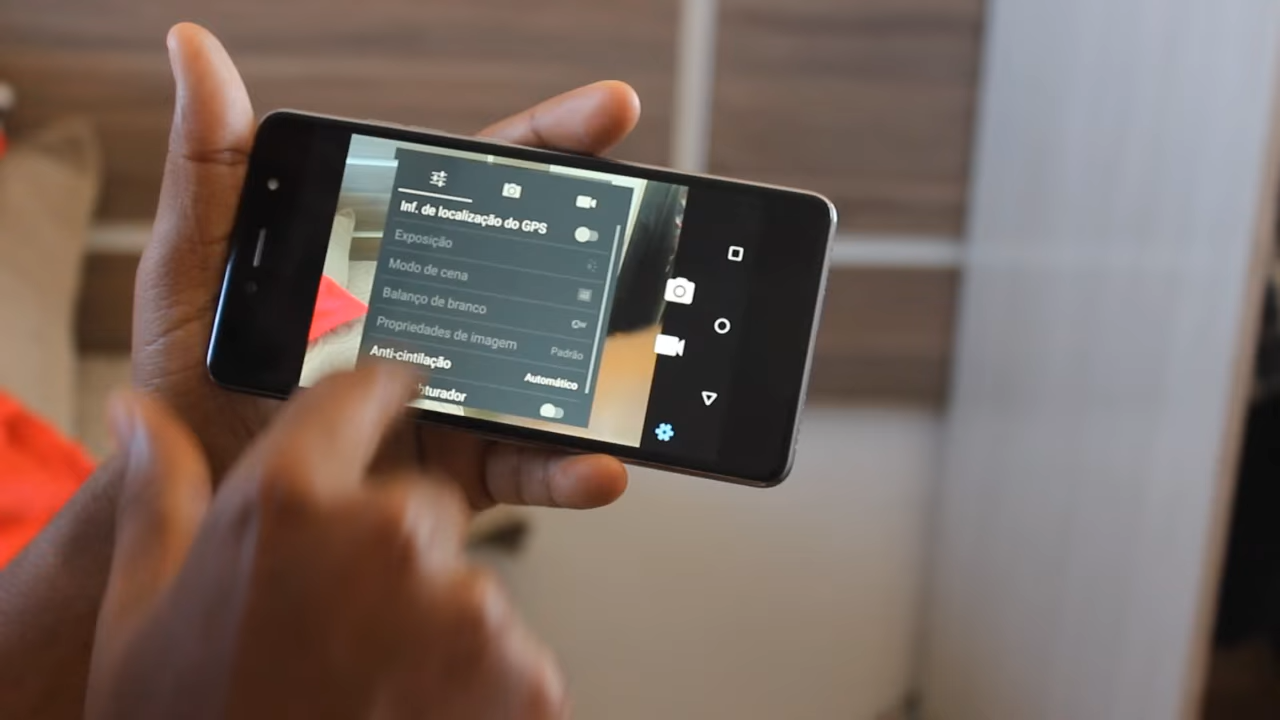 Inf. de localização do GPS
Exposição
Modo de cena
Balanço de branco
Propriedades de imagem
Padrão
Anti-cintilação
Automático